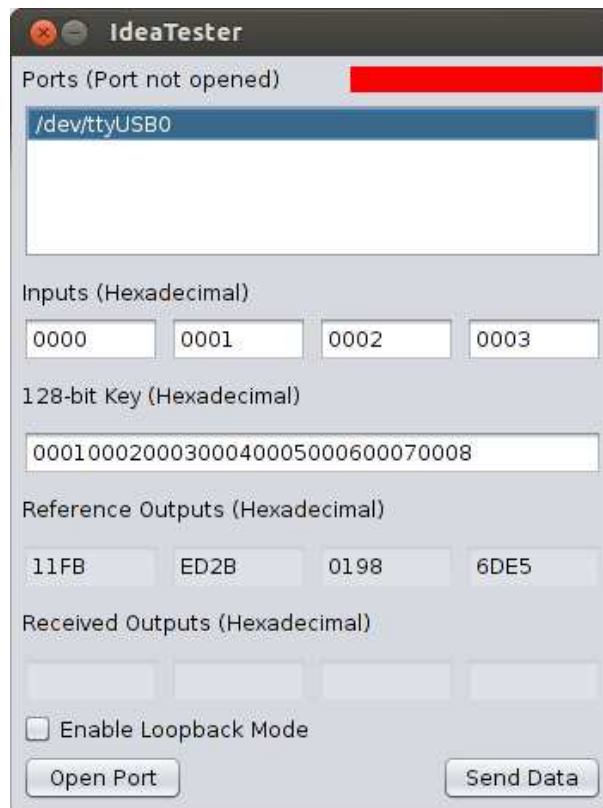 IdeaTester
Ports (Port not opened)
/dev/ttyUSB0
Inputs (Hexadecimal)
0000 0001 0002 0003
128-bit Key (Hexadecimal)
00010002000300040005000600070008
Reference Outputs (Hexadecimal)
11FB ED2B 0198 6DE5
Received Outputs (Hexadecimal)
Enable Loopback Mode
Open Port Send Data